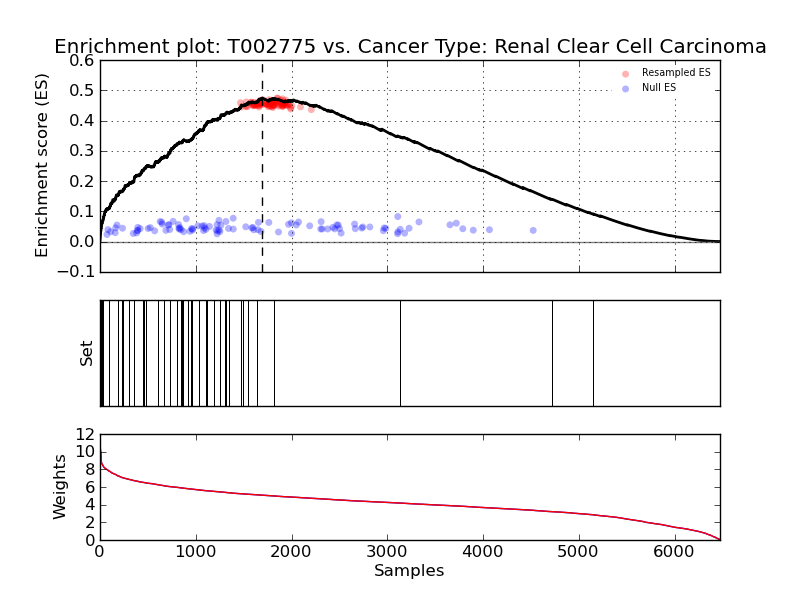 Enrichment plot: T002775 vs. Cancer Type: Renal Clear Cell Carcinoma
0.6
0.5
0.4
0.3
0.2
0.1
0.0
−0.1
Enrichment score (ES)
Resampled ES
Null ES
Set
12
10
8
6
4
2
0
Weights
0 1000 2000 3000 4000 5000 6000
Samples